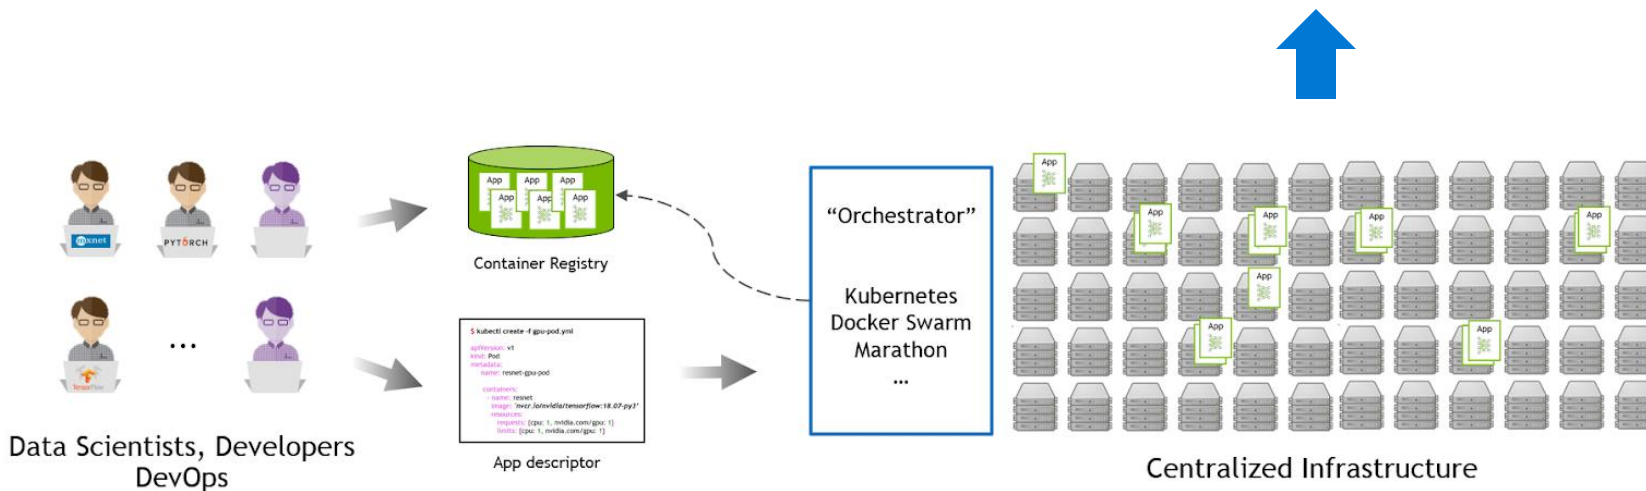 mxnet
PYTORCH
TensorFlow
Data Scientists, Developers
DevOps
App App App
App App App
Container Registry
$ kubectl create -f gpu-pod.yml
apiVersion: v1
kind: Pod
metadata:
name: resnet-gpu-pod
containers:
- name: resnet
image: 'nvcr.io/nvidia/tensorflow:18.07-py3'
resources:
requests: {cpu: 1, nvidia.com/gpu: 1}
limits: {cpu: 1, nvidia.com/gpu: 1}
App descriptor
“Orchestrator”
Kubernetes
Docker Swarm
Marathon
...
App
App
App
App
App
App
App
App
Centralized Infrastructure